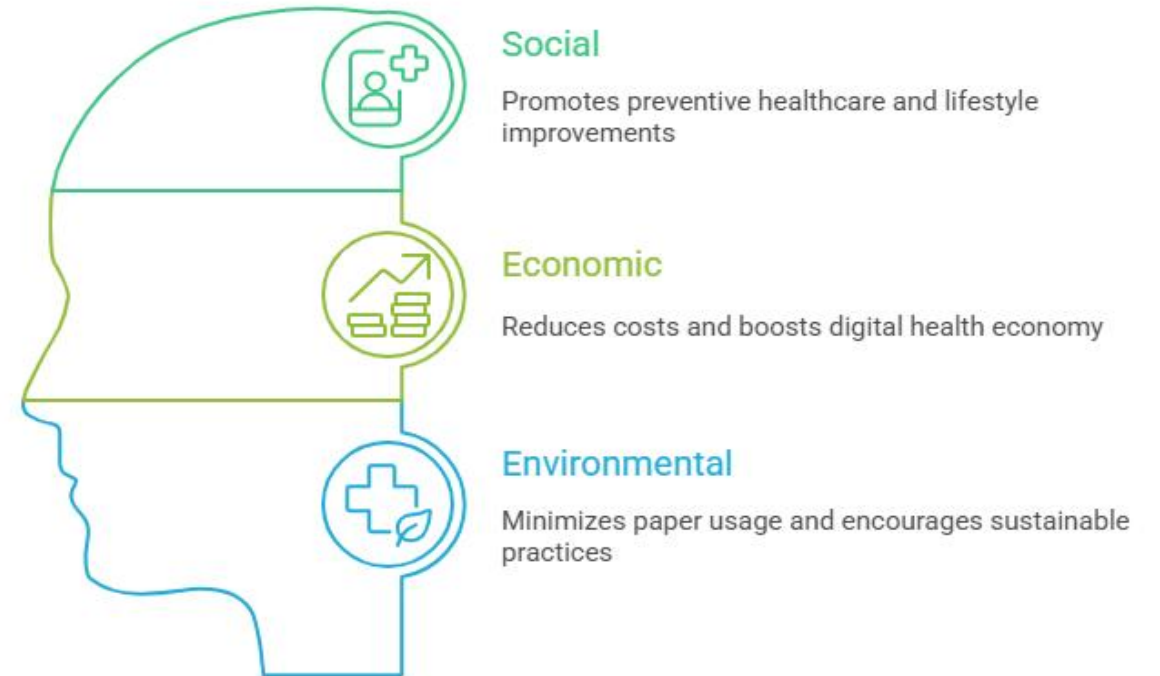 Social
Promotes preventive healthcare and lifestyle
improvements
Economic
Reduces costs and boosts digital health economy
Environmental
Minimizes paper usage and encourages sustainable
practices